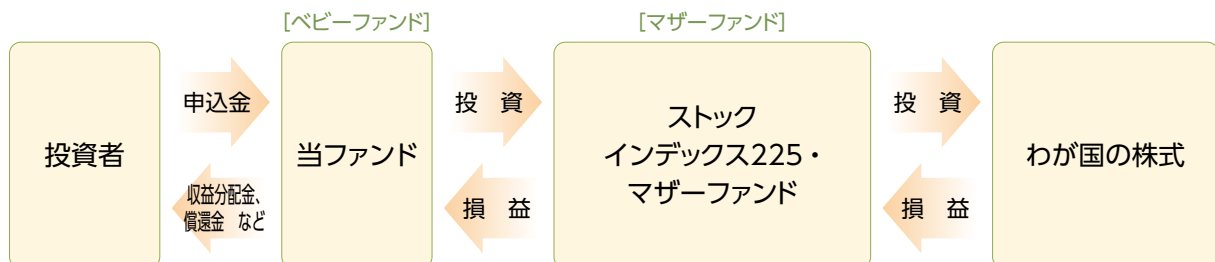 [ベビーファンド]
[マザーファンド]
投資者
申込金
収益分配金、
償還金 など
当ファンド
投 資
損 益
ストック
インデックス225・
マザーファンド
投 資
損 益
わが国の株式